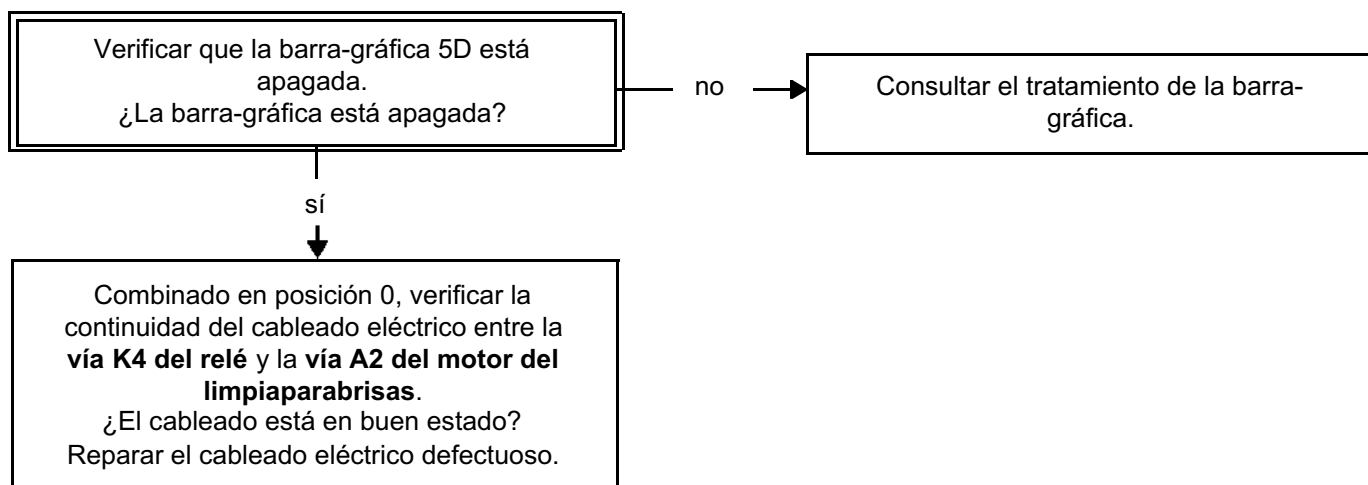 Verificar que la barra-gráfica 5D está
apagada.
¿La barra-gráfica está apagada?
no
Consultar el tratamiento de la barra-
gráfica.
sí
Combinado en posición 0, verificar la
continuidad del cableado eléctrico entre la
vía K4 del relé y la vía A2 del motor del
limpiaparabrisas.
¿El cableado está en buen estado?
Reparar el cableado eléctrico defectuoso.